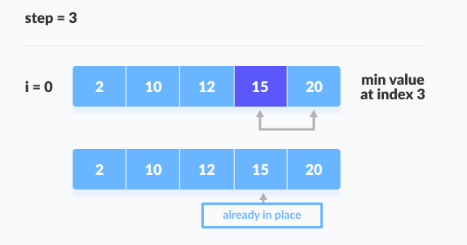 step = 3
i = 0
2 10 12 15 20
min value
at index 3
2 10 12 15 20
already in place